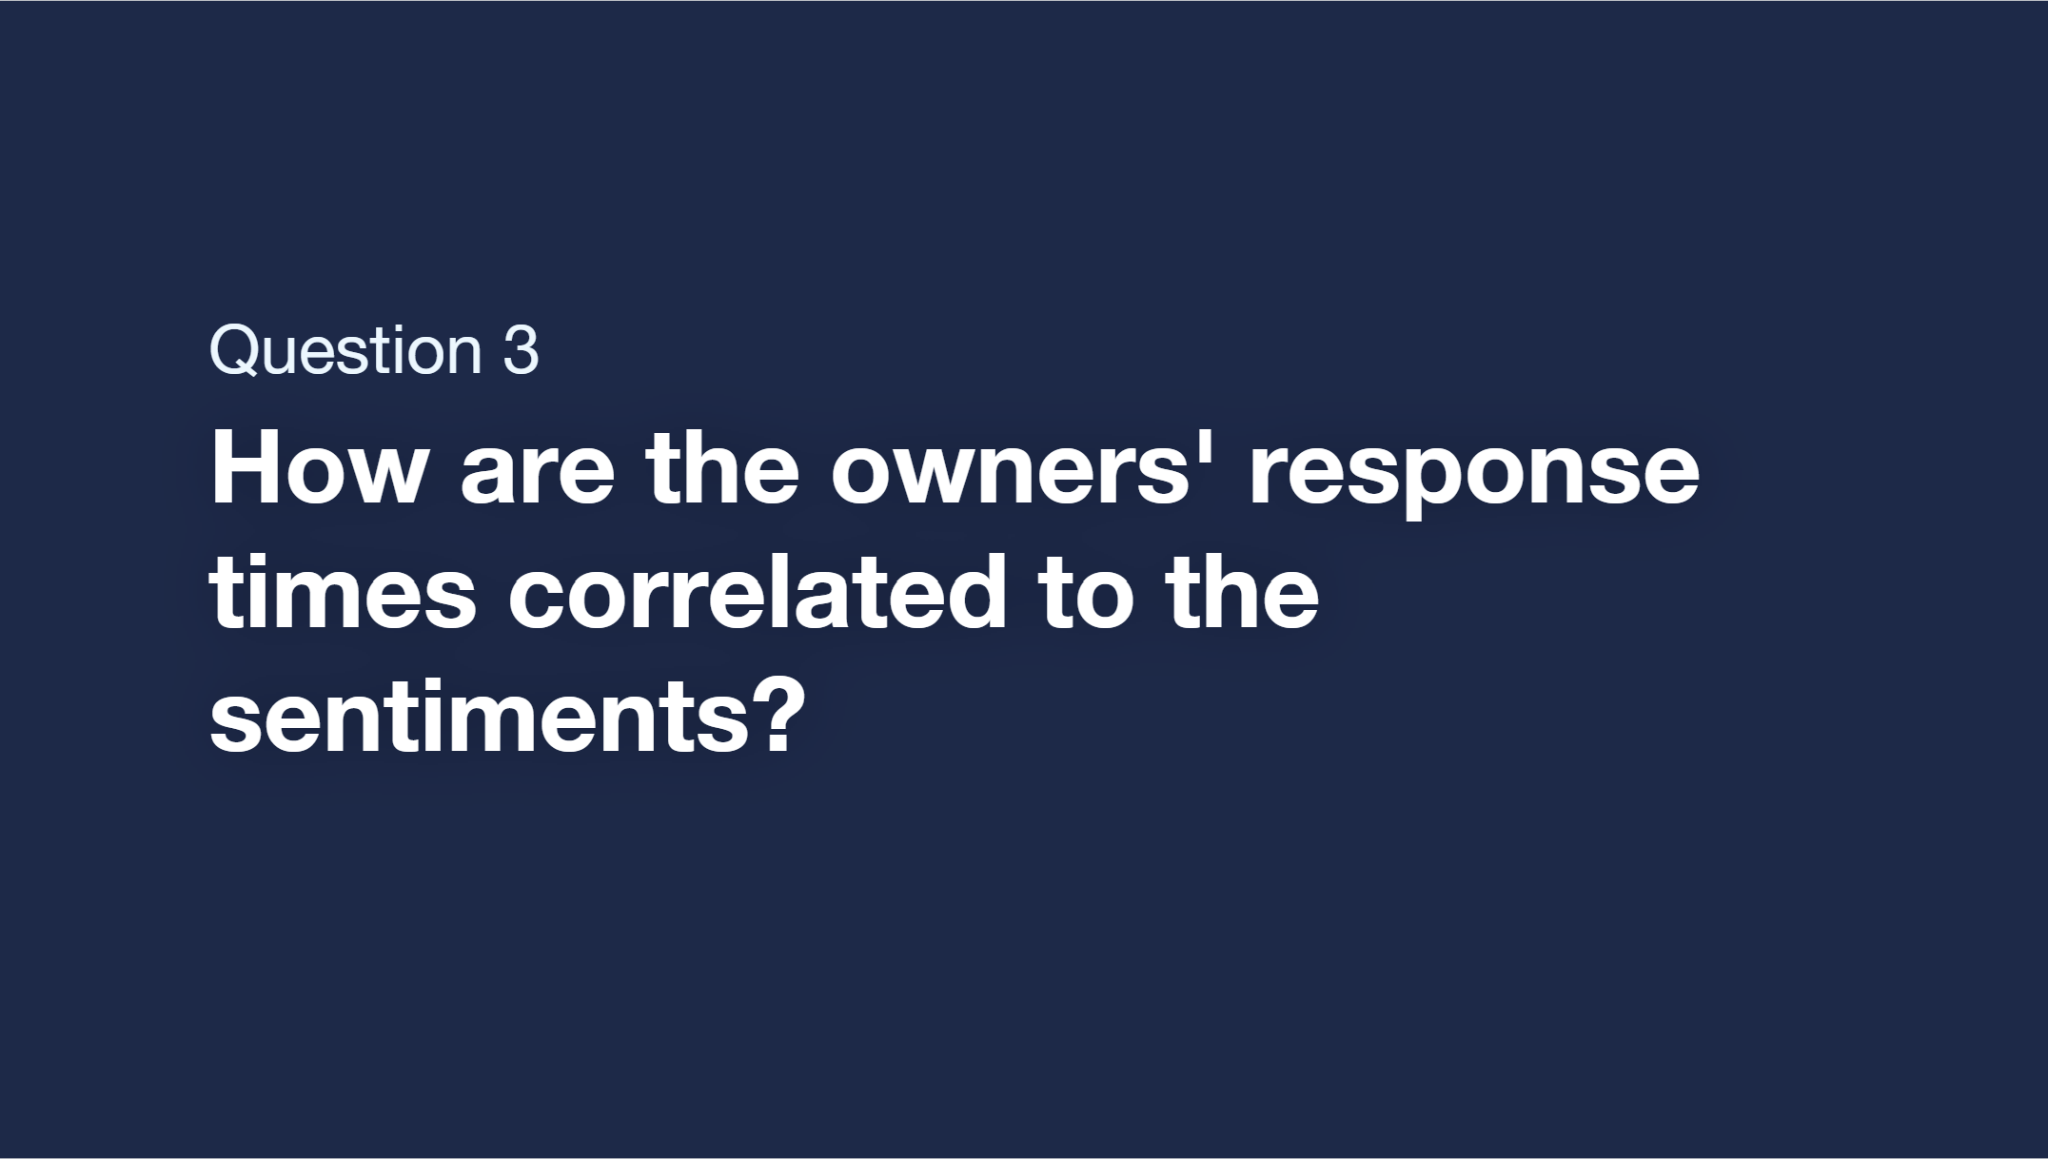 Question 3
How are the owners' response
times correlated to the
sentiments?